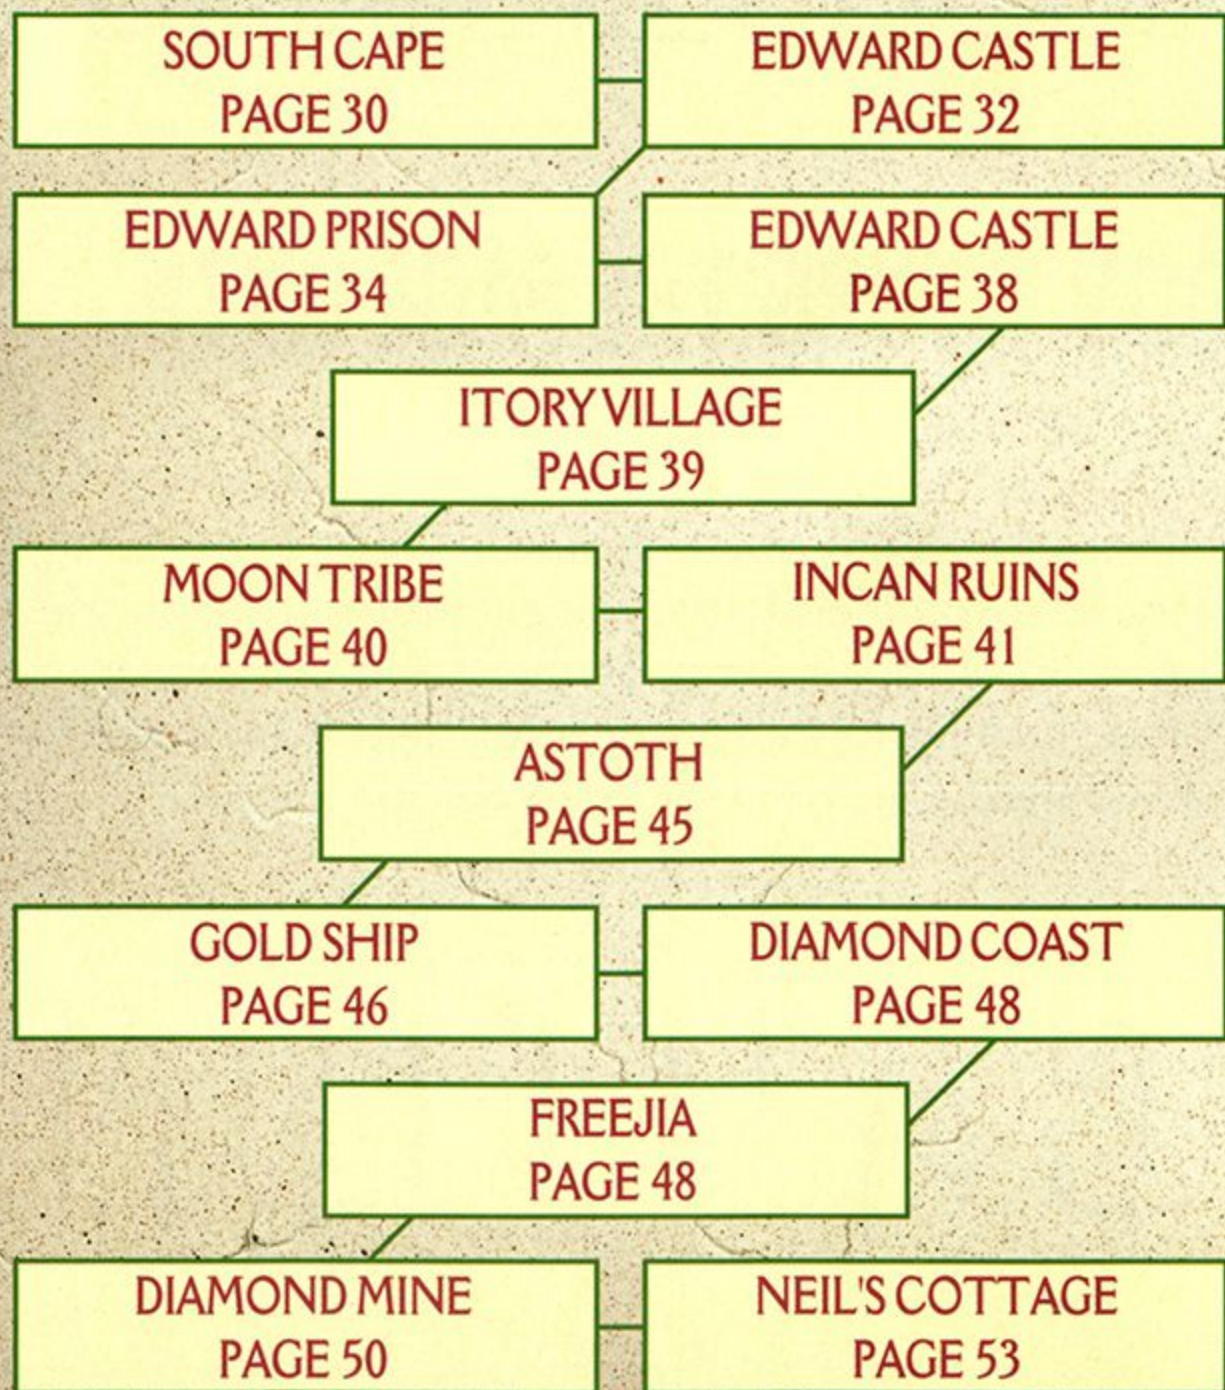 SOUTH CAPE
PAGE 30
EDWARD CASTLE
PAGE 32
EDWARD PRISON
PAGE 34
EDWARD CASTLE
PAGE 38
ITORY VILLAGE
PAGE 39
MOON TRIBE
PAGE 40
INCAN RUINS
PAGE 41
ASTOTH
PAGE 45
GOLD SHIP
PAGE 46
DIAMOND COAST
PAGE 48
FREEJIA
PAGE 48
DIAMOND MINE
PAGE 50
NEIL'S COTTAGE
PAGE 53